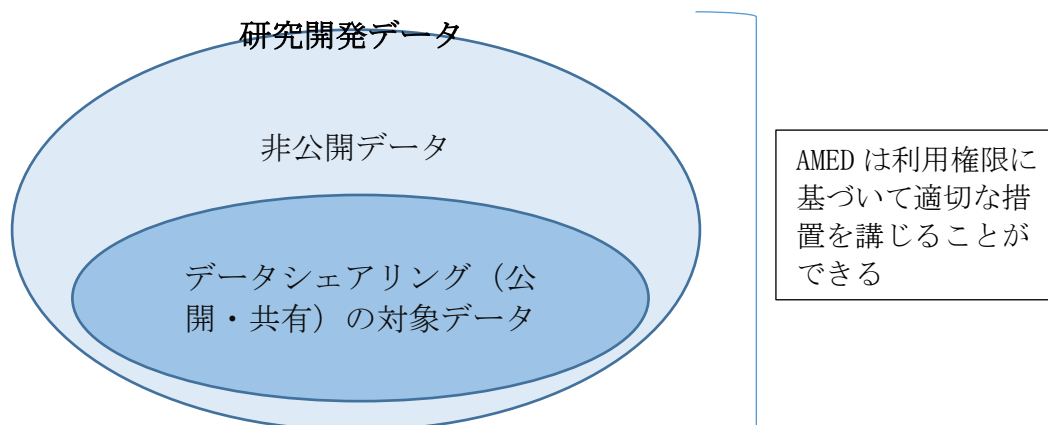 研究開発データ
非公開データ
データシェアリング（公
開・共有）の対象データ
AMED は利用権限に
基づいて適切な措
置を講じることが
できる